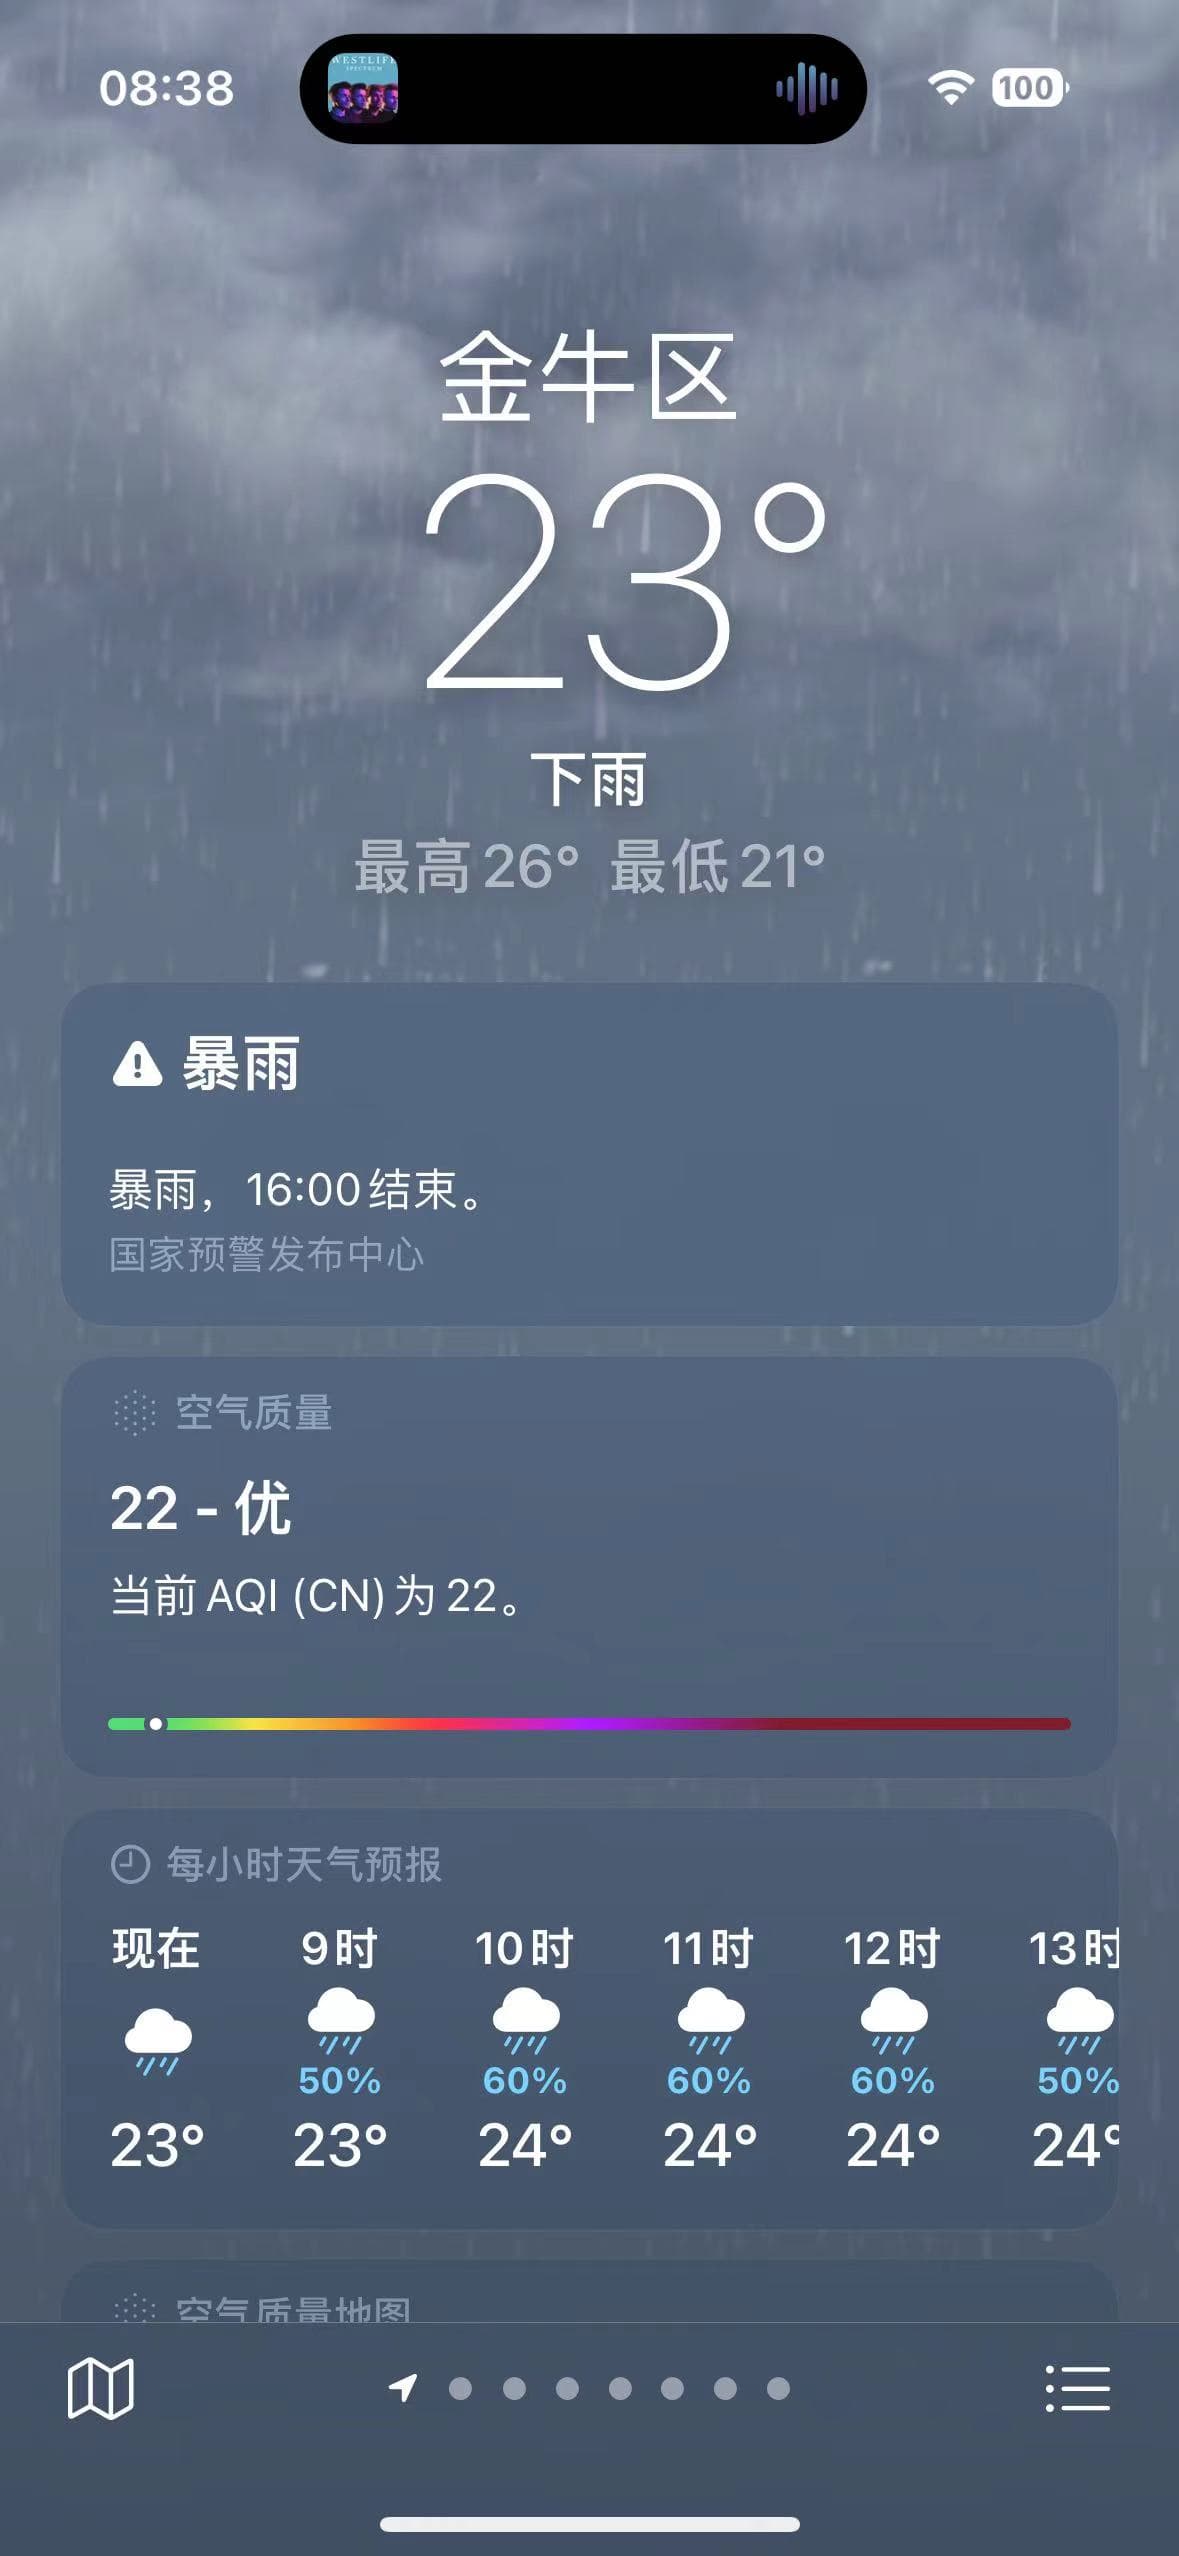 08:38
WESTLIFE
SPECTRUM
100
金牛区
23°
下雨
最高26° 最低21°
暴雨
暴雨，16:00结束。
国家预警发布中心
空气质量
22 - 优
当前 AQI (CN) 为 22。
每小时天气预报
现在 9时 10时 11时 12时 13时
50% 60% 60% 60% 50%
23° 23° 24° 24° 24° 24°
空气质量地图